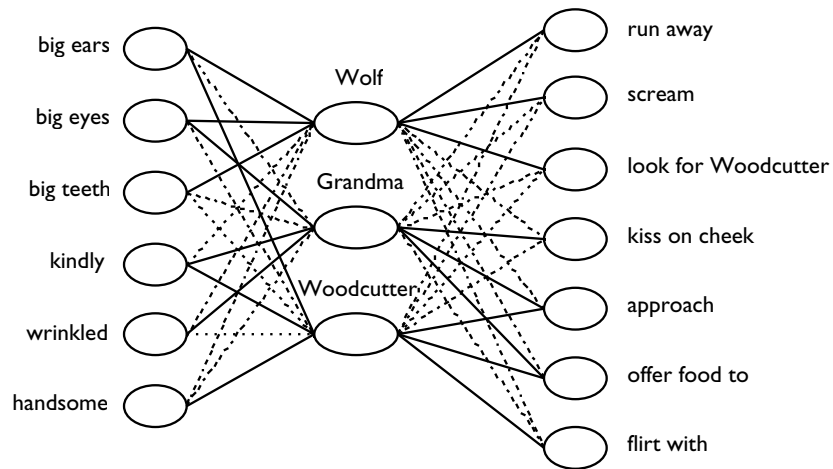 big ears
big eyes
big teeth
kindly
wrinkled
handsome
Wolf
Grandma
Woodcutter
run away
scream
look for Woodcutter
kiss on cheek
approach
offer food to
flirt with